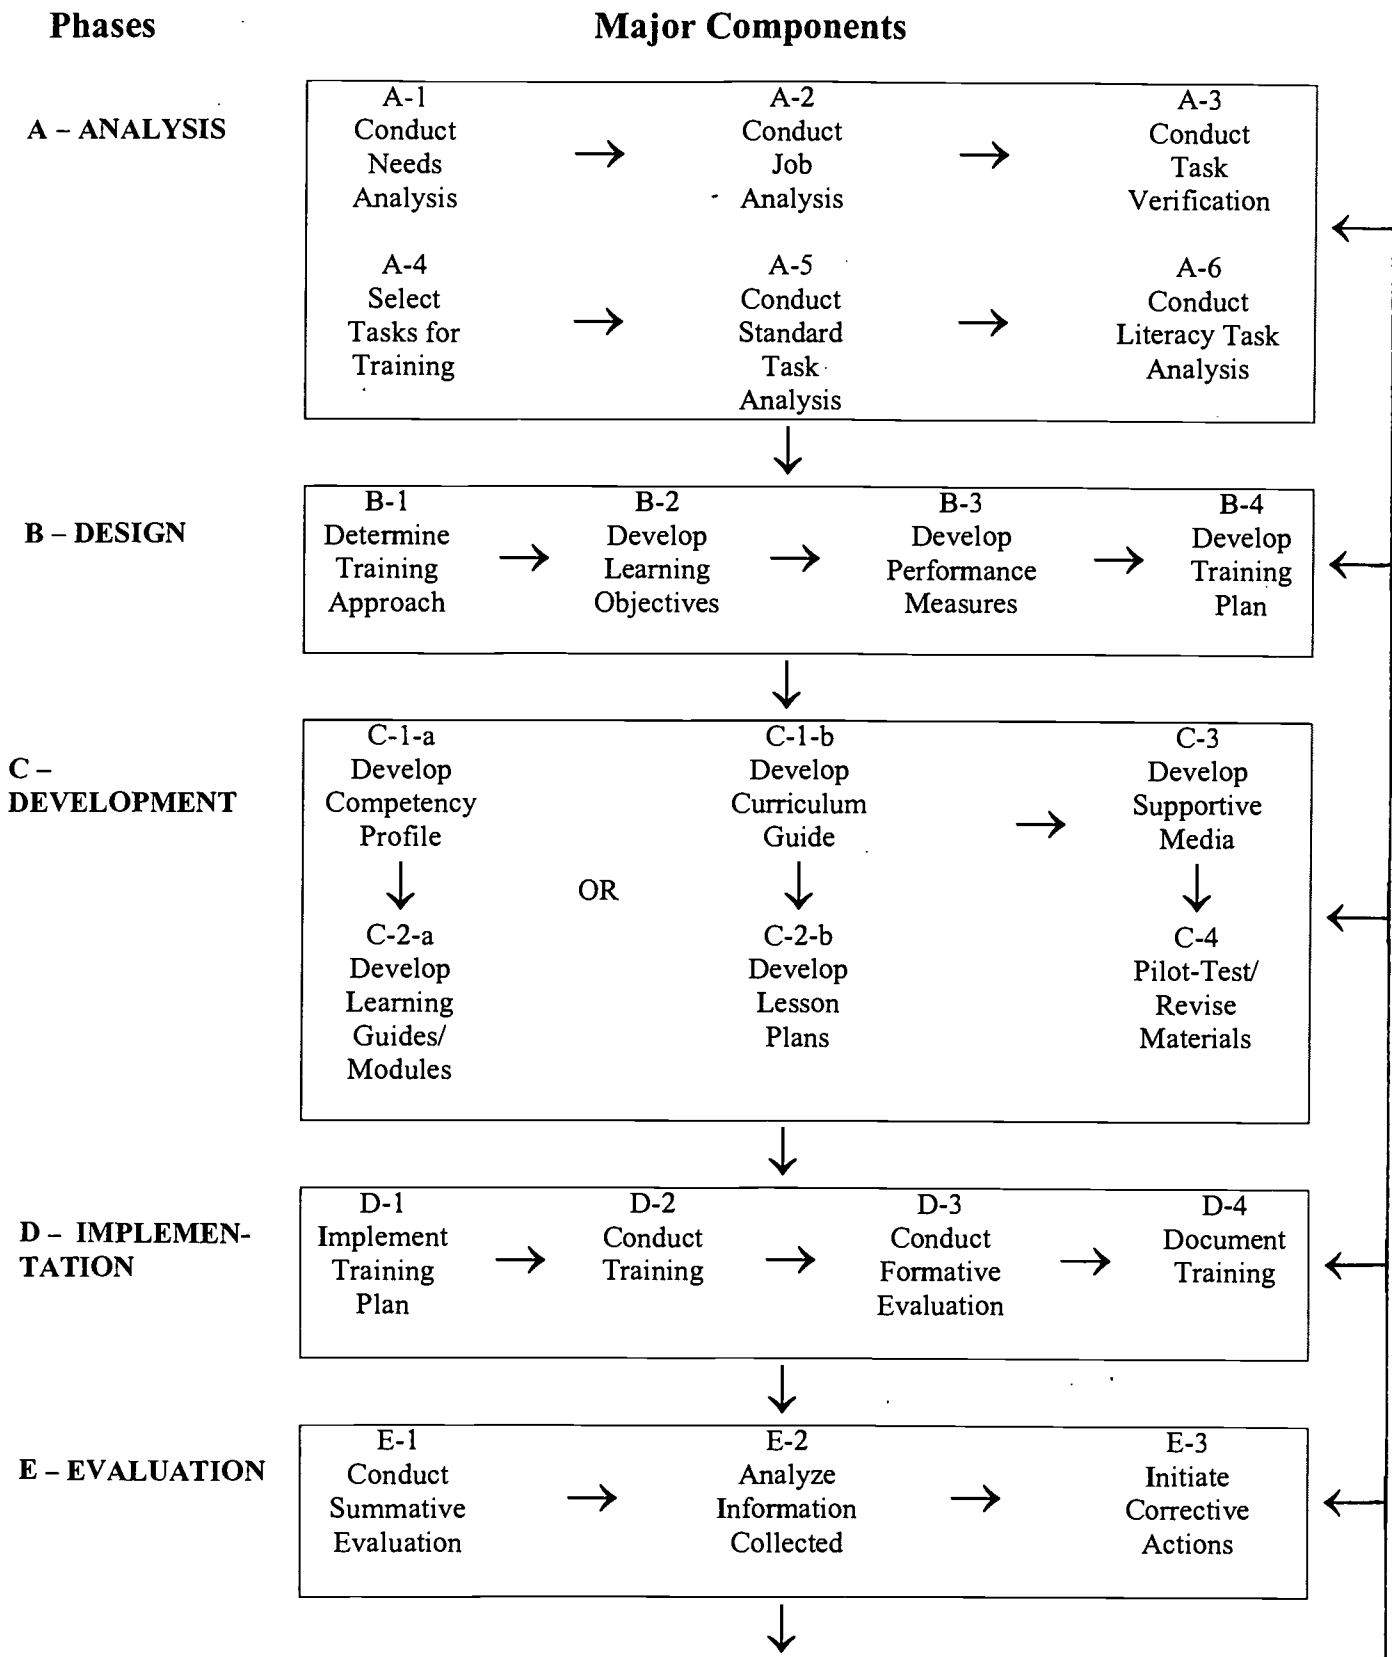 Phases
Major Components
A – ANALYSIS
A-1
Conduct
Needs
Analysis
A-2
Conduct
Job
Analysis
A-3
Conduct
Task
Verification
A-4
Select
Tasks for
Training
A-5
Conduct
Standard
Task
Analysis
A-6
Conduct
Literacy Task
Analysis
B – DESIGN
B-1
Determine
Training
Approach
B-2
Develop
Learning
Objectives
B-3
Develop
Performance
Measures
B-4
Develop
Training
Plan
C –
DEVELOPMENT
C-1-a
Develop
Competency
Profile
C-2-a
Develop
Learning
Guides/
Modules
OR
C-1-b
Develop
Curriculum
Guide
C-2-b
Develop
Lesson
Plans
C-3
Develop
Supportive
Media
C-4
Pilot-Test/
Revise
Materials
D – IMPLEMEN-
TATION
D-1
Implement
Training
Plan
D-2
Conduct
Training
D-3
Conduct
Formative
Evaluation
D-4
Document
Training
E – EVALUATION
E-1
Conduct
Summative
Evaluation
E-2
Analyze
Information
Collected
E-3
Initiate
Corrective
Actions